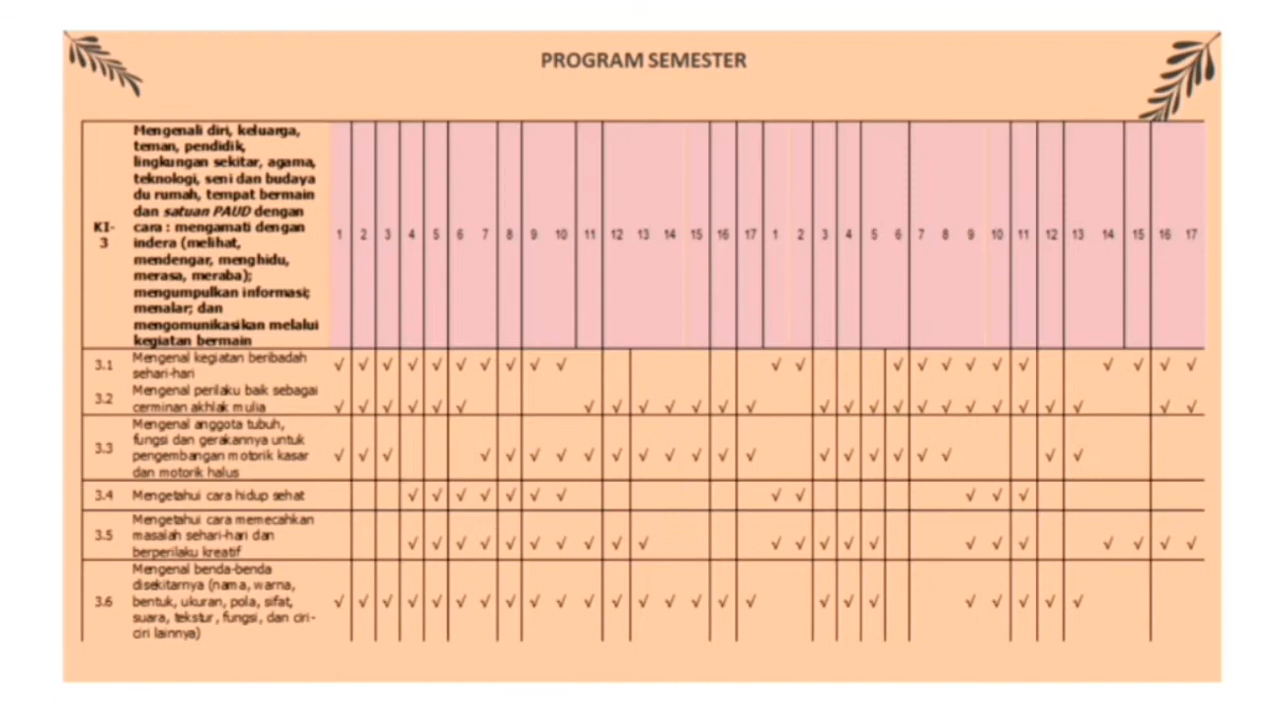 PROGRAM SEMESTER
Mengenali diri, keluarga,
teman, pendidik,
lingkungan sekitar, agama,
teknologi, seni dan budaya
du rumah, tempat bermain
dan satuan PAUD dengan
KI-3 cara : mengamati dengan
indera (melihat,
mendengar, menghidu,
merasa, meraba);
mengumpulkan informasi;
menalar; dan
mengomunikasikan melalui
kegiatan bermain
1 2 3 4 5 6 7 8 9 10 11 12 13 14 15 16 17 1 2 3 4 5 6 7 8 9 10 11 12 13 14 15 16 17
3.1 Mengenal kegiatan beribadah
sehari-hari
√ √ √ √ √ √ √ √ √ √ √ √ √ √ √ √ √ √ √ √ √ √
3.2 Mengenal perilaku baik sebagai
cerminan akhlak mulia
√ √ √ √ √ √ √ √ √ √ √ √ √ √ √ √ √ √ √ √ √ √ √ √ √ √
3.3 Mengenal anggota tubuh,
fungsi dan gerakannya untuk
pengembangan motorik kasar
dan motorik halus
√ √ √ √ √ √ √ √ √ √ √ √ √ √ √ √ √ √ √ √ √ √
3.4 Mengetahui cara hidup sehat √ √ √ √ √ √ √ √ √ √ √ √
3.5 Mengetahui cara memecahkan
masalah sehari-hari dan
berperilaku kreatif
√ √ √ √ √ √ √ √ √ √ √ √ √ √ √ √ √ √ √ √ √ √
3.6 Mengenal benda-benda
disekitarnya (nama, warna,
bentuk, ukuran, pola, sifat,
suara, tekstur, fungsi, dan ciri-
ciri lainnya)
√ √ √ √ √ √ √ √ √ √ √ √ √ √ √ √ √ √ √ √ √ √ √ √ √